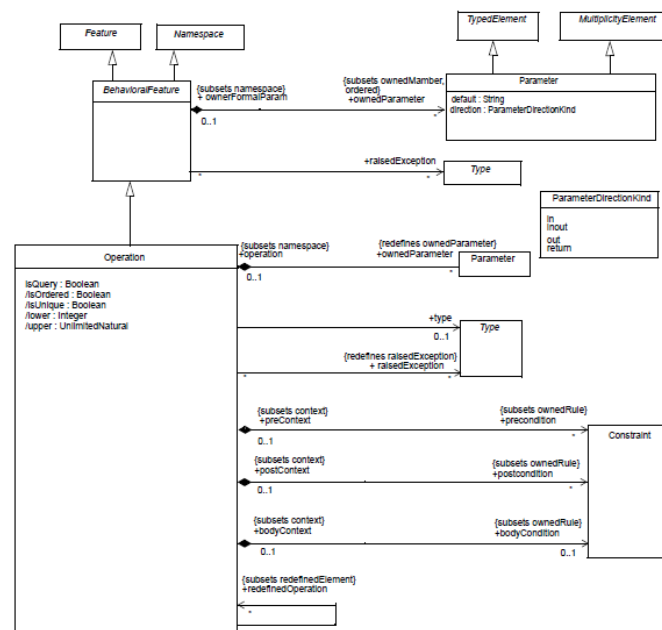 Feature
Namespace
TypedElement
MultiplicityElement
BehavioralFeature
{subsets namespace}
+ ownerFormalParam
0..1
{subsets ownedMamber,
ordered}
+ownedParameter
*
Parameter
default : String
direction : ParameterDirectionKind
*
+raisedException
*
Type
ParameterDirectionKind
in
inout
out
return
Operation
isQuery : Boolean
/isOrdered : Boolean
/isUnique : Boolean
/lower : Integer
/upper : UnlimitedNatural
{subsets namespace}
+operation
0..1
{redefines ownedParameter}
+ownedParameter
*
Parameter
+type
0..1
Type
{redefines raisedException}
+ raisedException
*
*
{subsets context}
+preContext
0..1
{subsets ownedRule}
+precondition
*
Constraint
{subsets context}
+postContext
0..1
{subsets ownedRule}
+postcondition
*
{subsets context}
+bodyContext
0..1
{subsets ownedRule}
+bodyCondition
0..1
{subsets redefinedElement}
+redefinedOperation
*